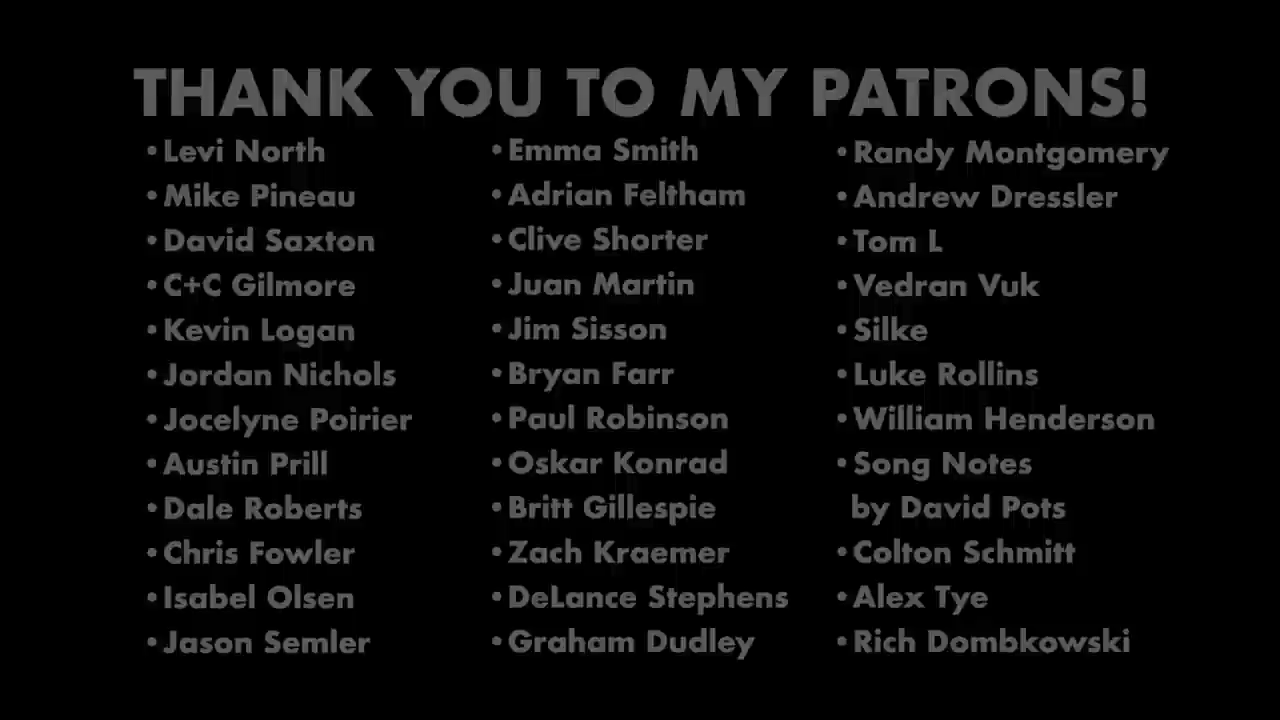 THANK YOU TO MY PATRONS!
•Levi North
•Mike Pineau
•David Saxton
•C+C Gilmore
•Kevin Logan
•Jordan Nichols
•Jocelyne Poirier
•Austin Prill
•Dale Roberts
•Chris Fowler
•Isabel Olsen
•Jason Semler
•Emma Smith
•Adrian Feltham
•Clive Shorter
•Juan Martin
•Jim Sisson
•Bryan Farr
•Paul Robinson
•Oskar Konrad
•Britt Gillespie
•Zach Kraemer
•DeLance Stephens
•Graham Dudley
•Randy Montgomery
•Andrew Dressler
•Tom L
•Vedran Vuk
•Silke
•Luke Rollins
•William Henderson
•Song Notes
by David Pots
•Colton Schmitt
•Alex Tye
•Rich Dombkowski